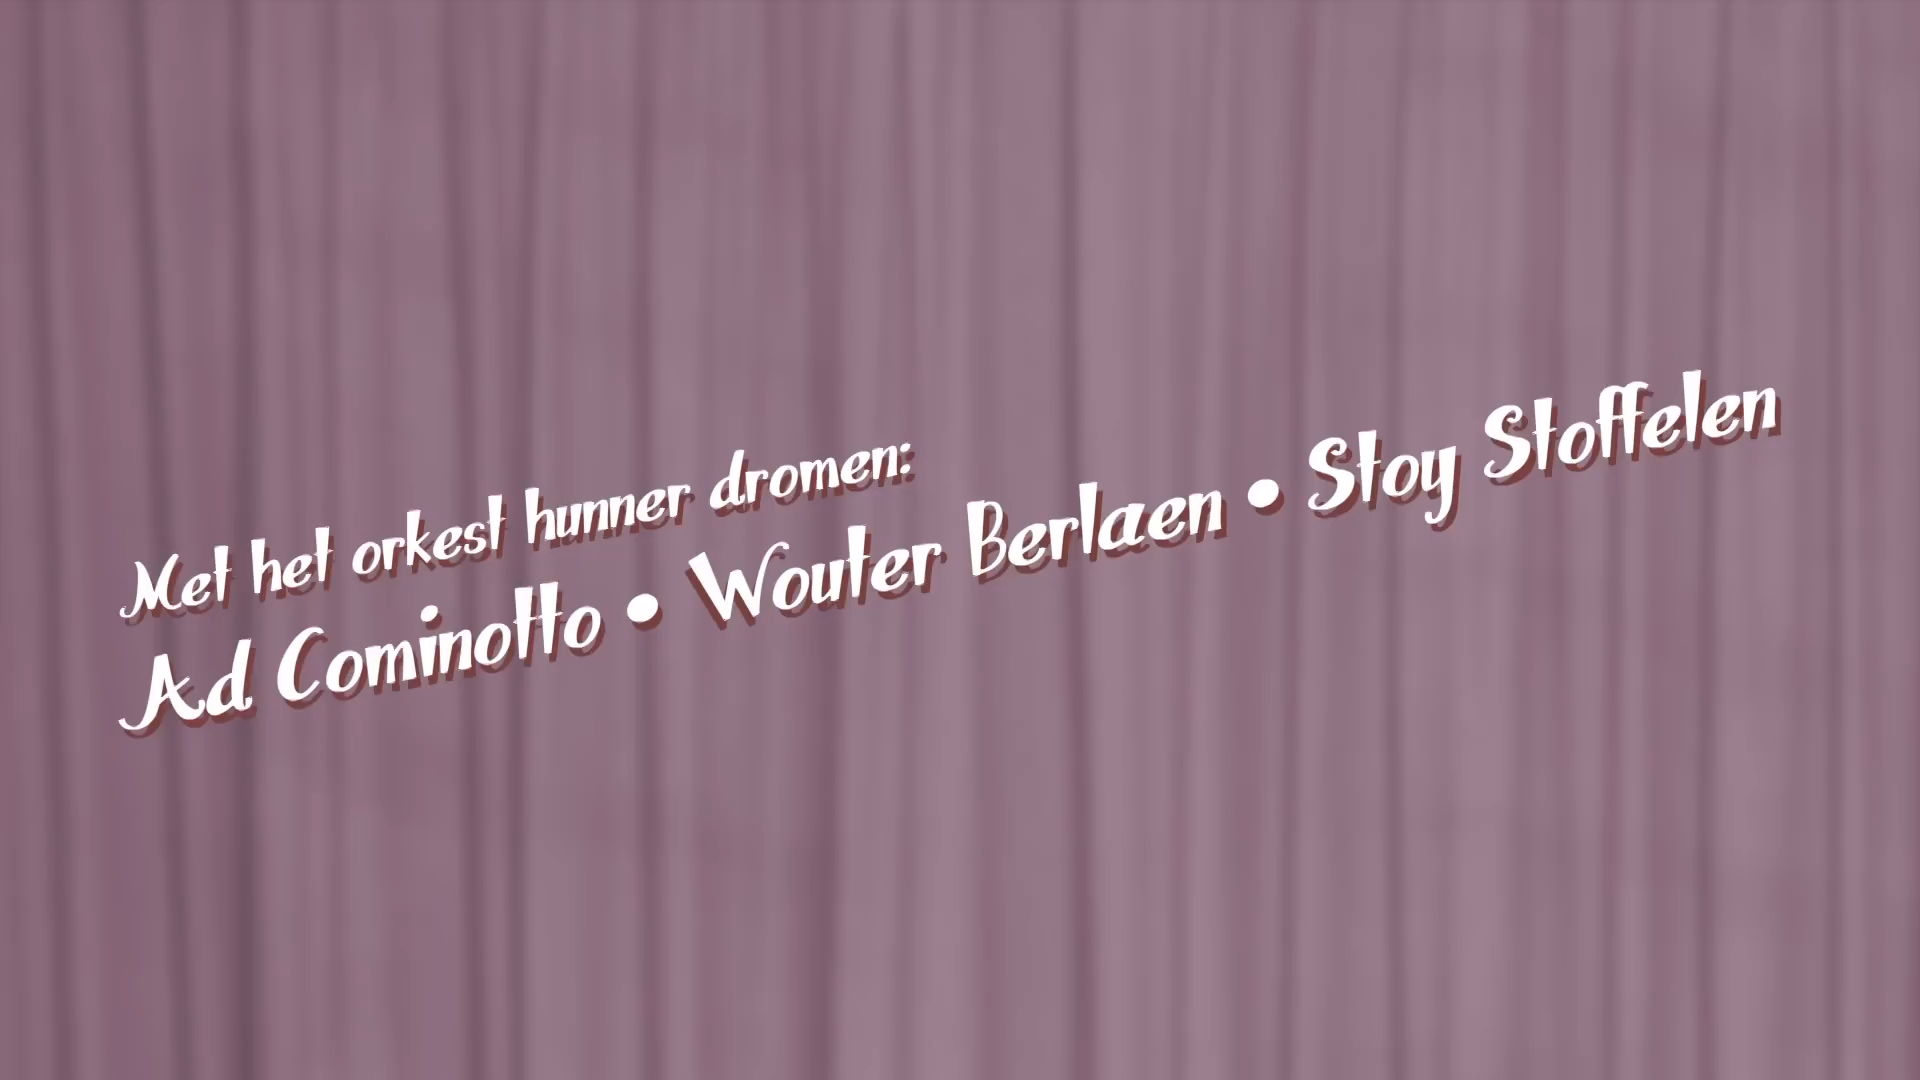 Met het orkest hunner dromen:
Ad Cominotto • Wouter Berlaen • Stoy Stoffelen